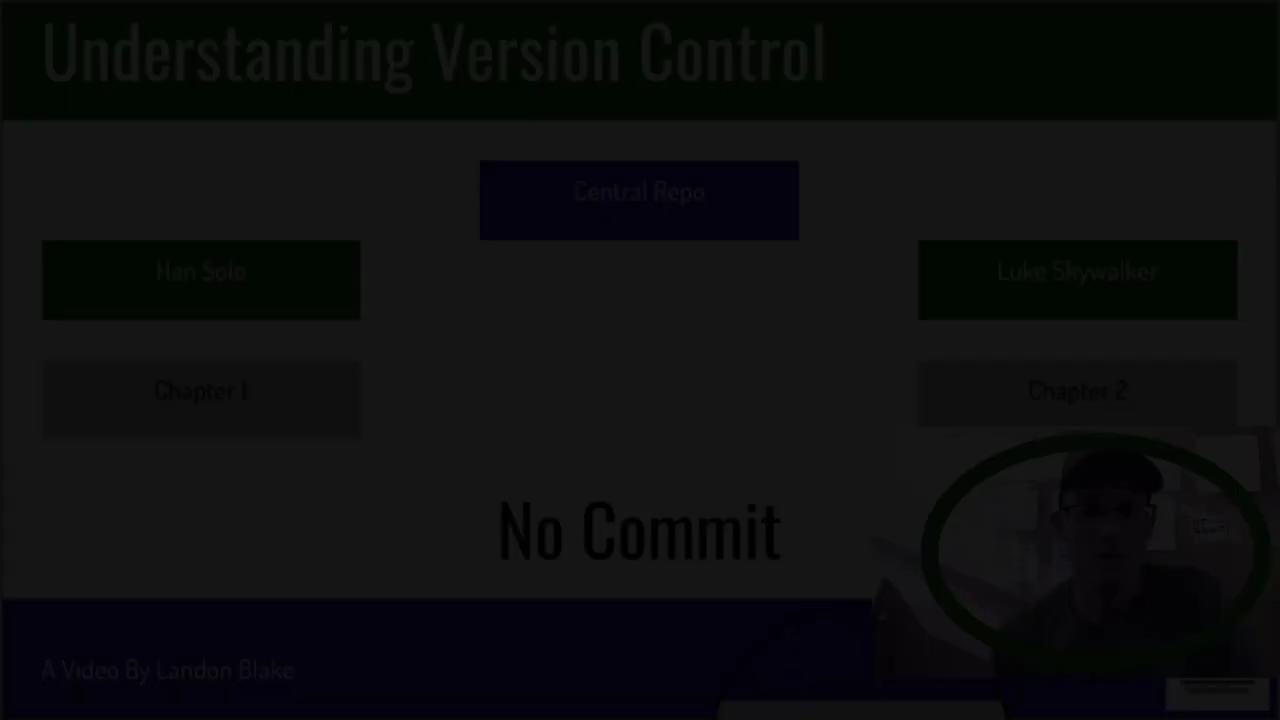 Understanding Version Control
Central Repo
Han Solo
Luke Skywalker
Chapter 1
Chapter 2
No Commit
A Video By Landon Blake